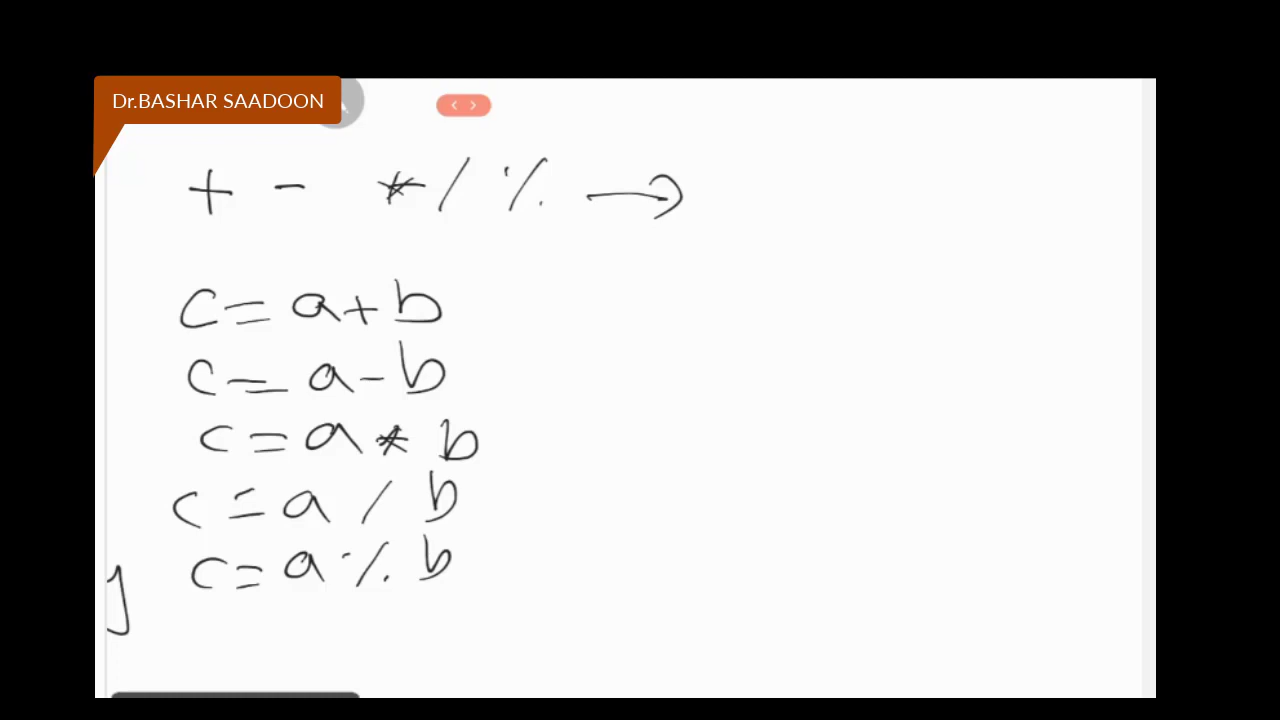 Dr.BASHAR SAADOON
+ - * / % →
c = a + b
c = a - b
c = a * b
c = a / b
c = a % b